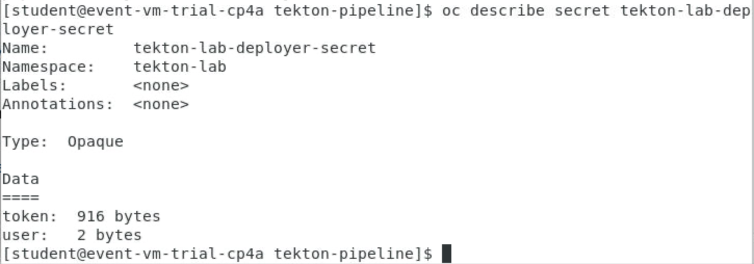 [student@event-vm-trial-cp4a tekton-pipeline]$ oc describe secret tekton-lab-dep
loyer-secret
Name:         tekton-lab-deployer-secret
Namespace:    tekton-lab
Labels:       <none>
Annotations:  <none>

Type:  Opaque

Data
====
token:  916 bytes
user:   2 bytes
[student@event-vm-trial-cp4a tekton-pipeline]$